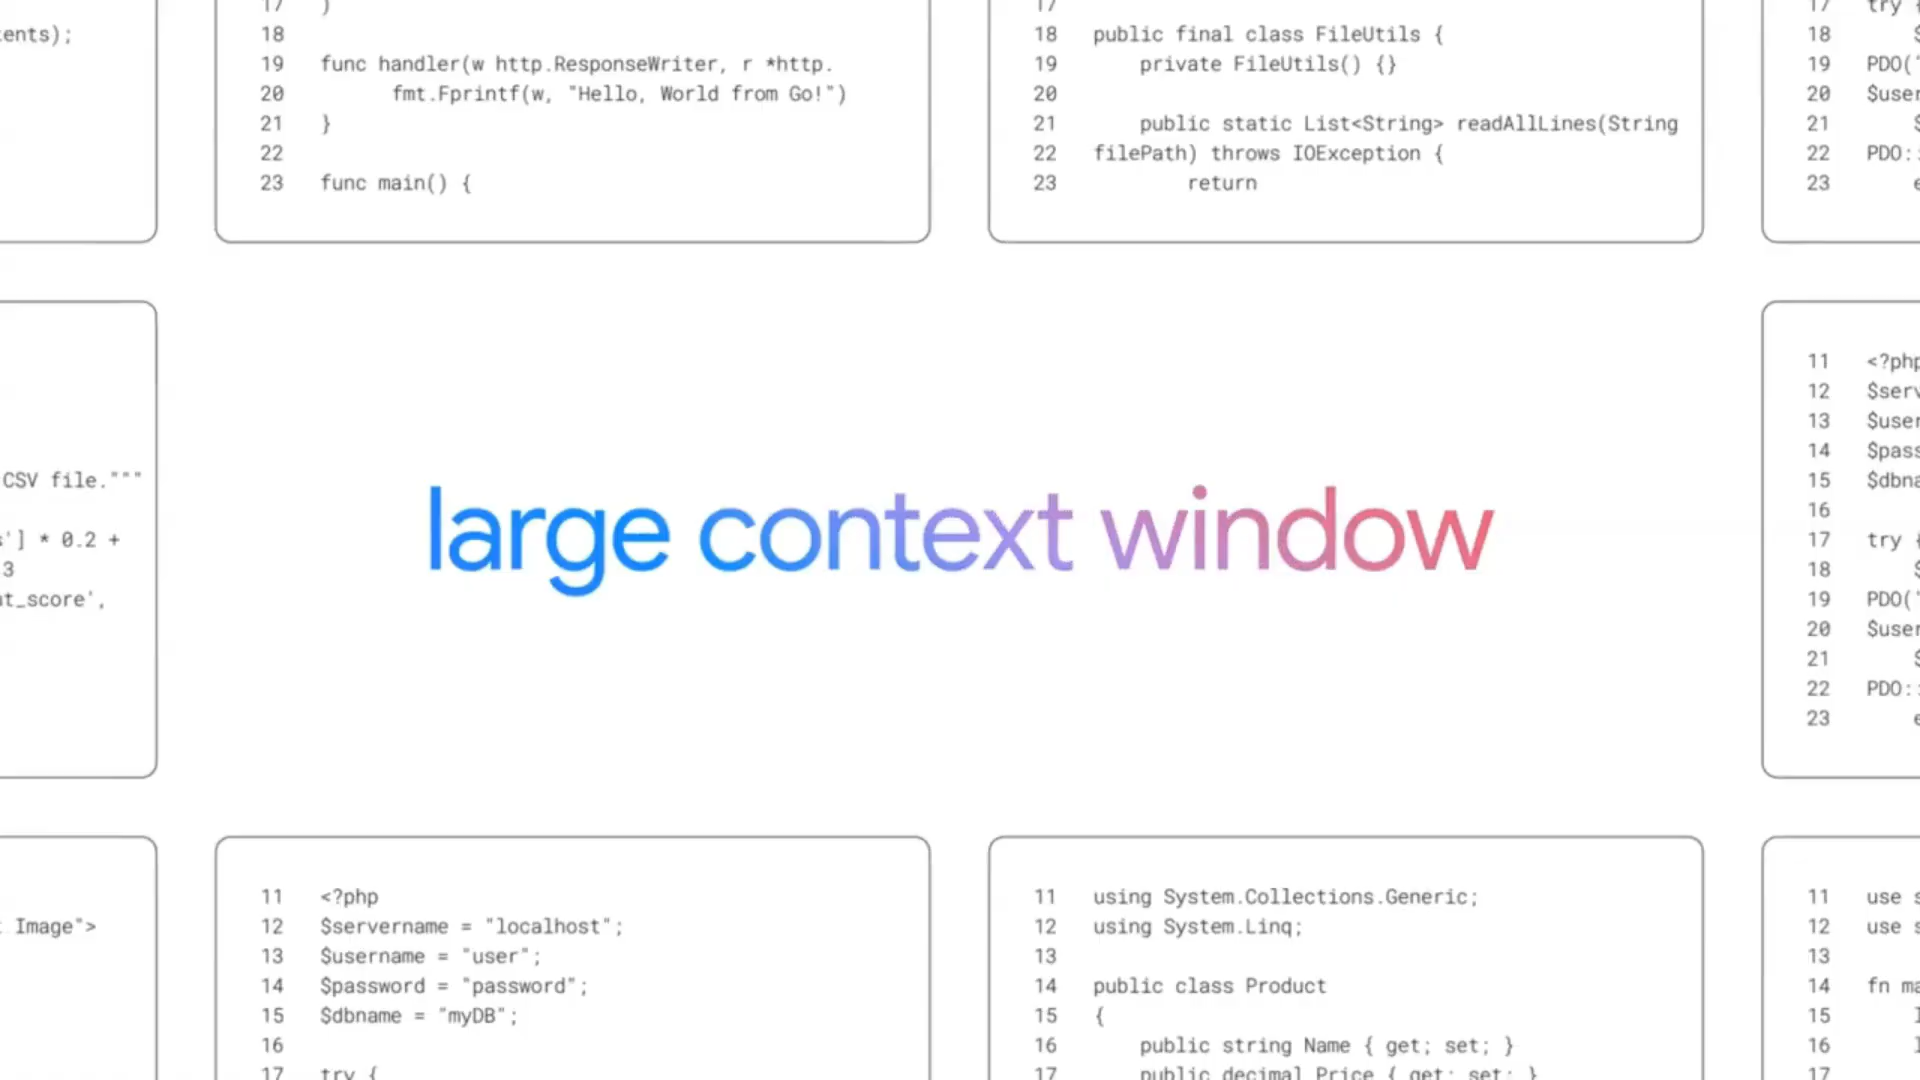 ents);
17 }
18
19 func handler(w http.ResponseWriter, r *http.
20 fmt.Fprintf(w, "Hello, World from Go!")
21 }
22
23 func main() {
17
18 public final class FileUtils {
19 private FileUtils() {}
20
21 public static List<String> readAllLines(String
22 filePath) throws IOException {
23 return
17 try {
18 $
19 PDO('
20 $user
21 $
22 PDO::
23 e
CSV file."""
'] * 0.2 +
3
t_score',
large context window
11 <?php
12 $serv
13 $user
14 $pass
15 $dbna
16
17 try {
18 $
19 PDO('
20 $user
21 $
22 PDO::
23 e
Image">
11 <?php
12 $servername = "localhost";
13 $username = "user";
14 $password = "password";
15 $dbname = "myDB";
16
17 try {
11 using System.Collections.Generic;
12 using System.Linq;
13
14 public class Product
15 {
16 public string Name { get; set; }
17 public decimal Price { get; set; }
11 use s
12 use s
13
14 fn ma
15 l
16 l
17